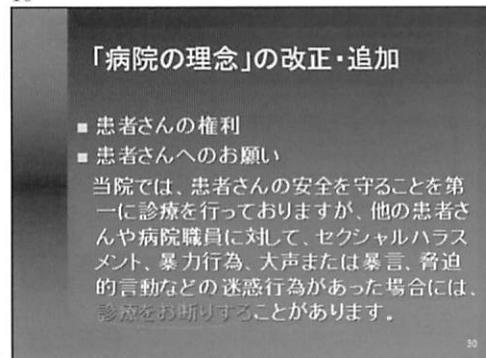 「病院の理念」の改正・追加
■ 患者さんの権利
■ 患者さんへのお願い
当院では、患者さんの安全を守ることを第
一に診療を行っておりますが、他の患者さ
んや病院職員に対して、セクシャルハラス
メント、暴力行為、大声または暴言、脅迫
的言動などの迷惑行為があった場合には、
診療をお断りすることがあります。
30